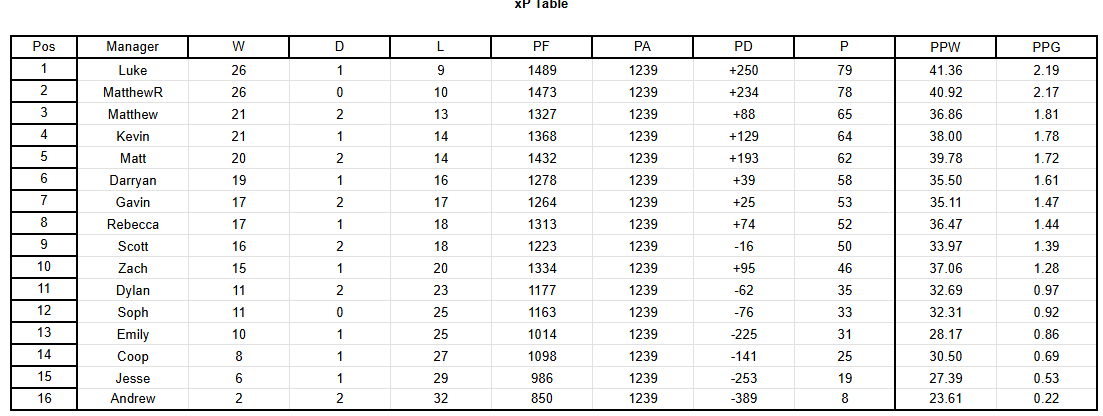 xP Table
Pos Manager W D L PF PA PD P PPW PPG
1 Luke 26 1 9 1489 1239 +250 79 41.36 2.19
2 MatthewR 26 0 10 1473 1239 +234 78 40.92 2.17
3 Matthew 21 2 13 1327 1239 +88 65 36.86 1.81
4 Kevin 21 1 14 1368 1239 +129 64 38.00 1.78
5 Matt 20 2 14 1432 1239 +193 62 39.78 1.72
6 Darryan 19 1 16 1278 1239 +39 58 35.50 1.61
7 Gavin 17 2 17 1264 1239 +25 53 35.11 1.47
8 Rebecca 17 1 18 1313 1239 +74 52 36.47 1.44
9 Scott 16 2 18 1223 1239 -16 50 33.97 1.39
10 Zach 15 1 20 1334 1239 +95 46 37.06 1.28
11 Dylan 11 2 23 1177 1239 -62 35 32.69 0.97
12 Soph 11 0 25 1163 1239 -76 33 32.31 0.92
13 Emily 10 1 25 1014 1239 -225 31 28.17 0.86
14 Coop 8 1 27 1098 1239 -141 25 30.50 0.69
15 Jesse 6 1 29 986 1239 -253 19 27.39 0.53
16 Andrew 2 2 32 850 1239 -389 8 23.61 0.22